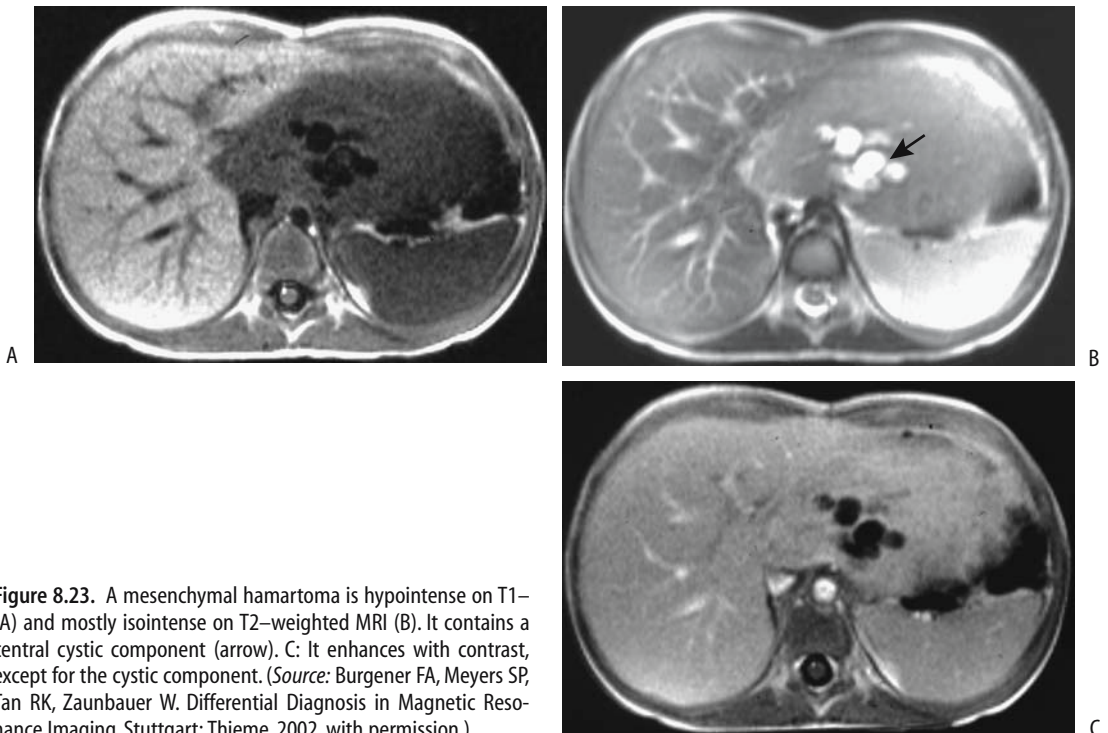 A
B
C
Figure 8.23. A mesenchymal hamartoma is hypointense on T1–
(A) and mostly isointense on T2–weighted MRI (B). It contains a
central cystic component (arrow). C: It enhances with contrast,
except for the cystic component. (Source: Burgener FA, Meyers SP,
Tan RK, Zaunbauer W. Differential Diagnosis in Magnetic Reso-
nance Imaging. Stuttgart: Thieme, 2002, with permission.)